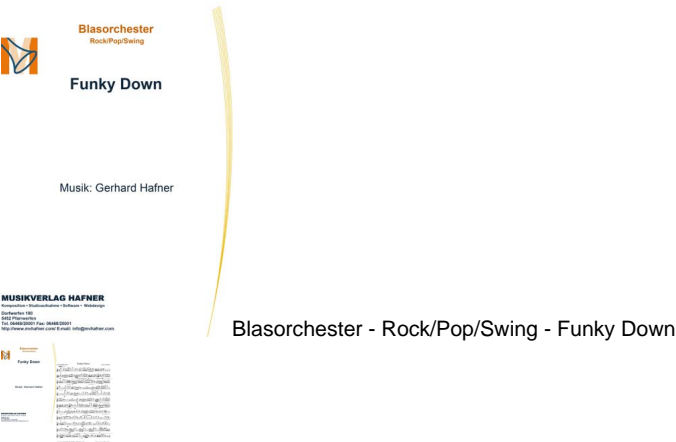 Blasorchester
Rock/Pop/Swing
Funky Down
Musik: Gerhard Hafner
MUSIKVERLAG HAFNER
Komposition • Studioaufnahme • Software • Webdesign
Dorfwerfen 180
5452 Pfarrwerfen
Tel. 06468/20001 Fax: 06468/20001
http://www.mvhafner.com/ E-mail: info@mvhafner.com
Blasorchester - Rock/Pop/Swing - Funky Down
Funky Down